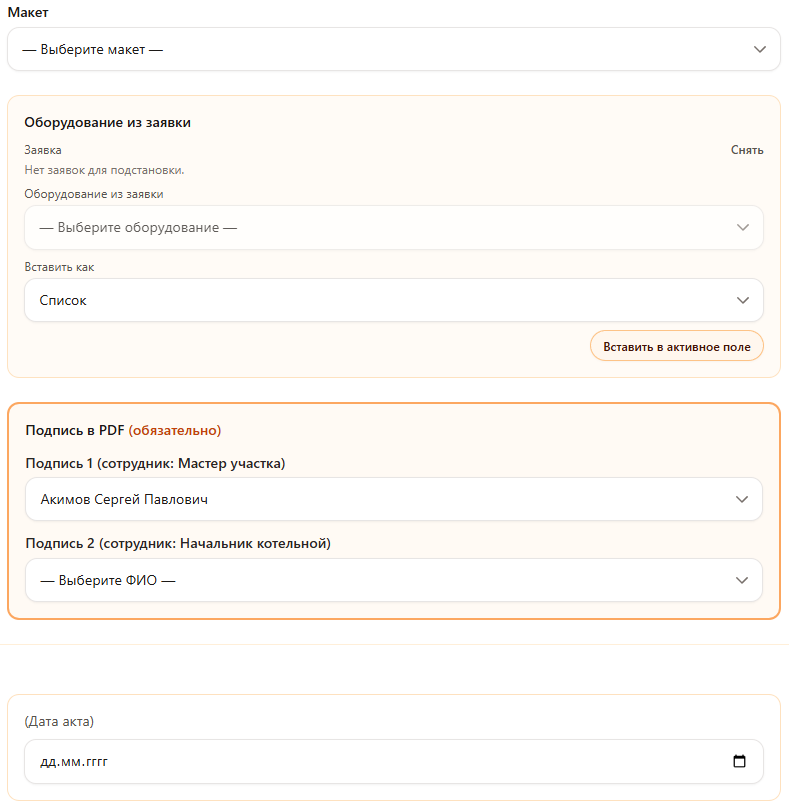 Макет
— Выберите макет —
Оборудование из заявки
Заявка
Снять
Нет заявок для подстановки.
Оборудование из заявки
— Выберите оборудование —
Вставить как
Список
Вставить в активное поле
Подпись в PDF (обязательно)
Подпись 1 (сотрудник: Мастер участка)
Акимов Сергей Павлович
Подпись 2 (сотрудник: Начальник котельной)
— Выберите ФИО —
(Дата акта)
дд.мм.гггг